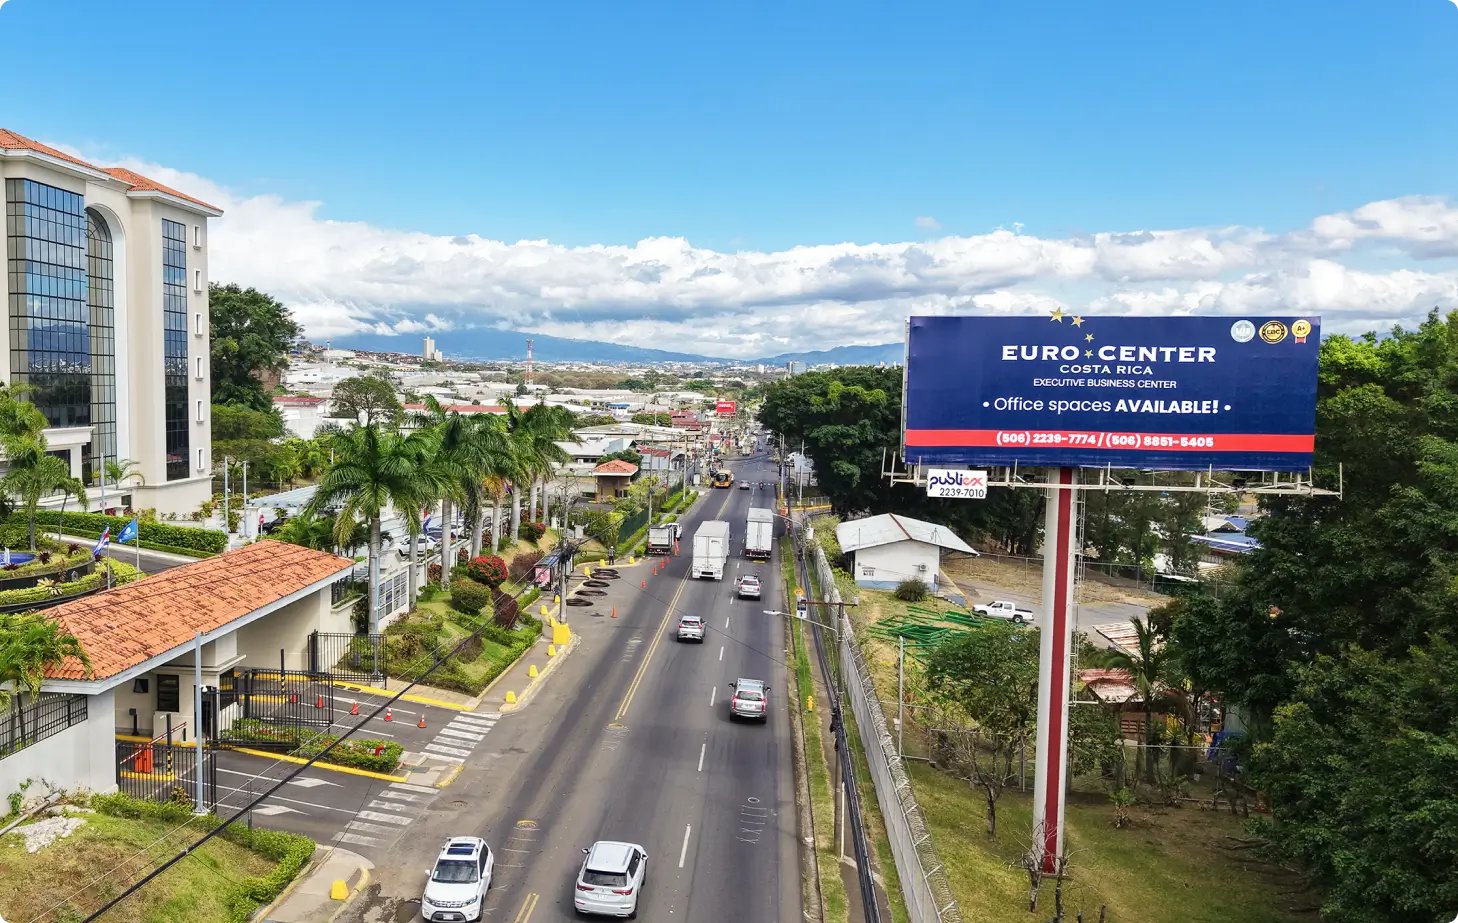 EURO CENTER
COSTA RICA
EXECUTIVE BUSINESS CENTER
• Office spaces AVAILABLE! •
(506) 2239-7774 / (506) 8851-5405
A+
publiex
2239-7010